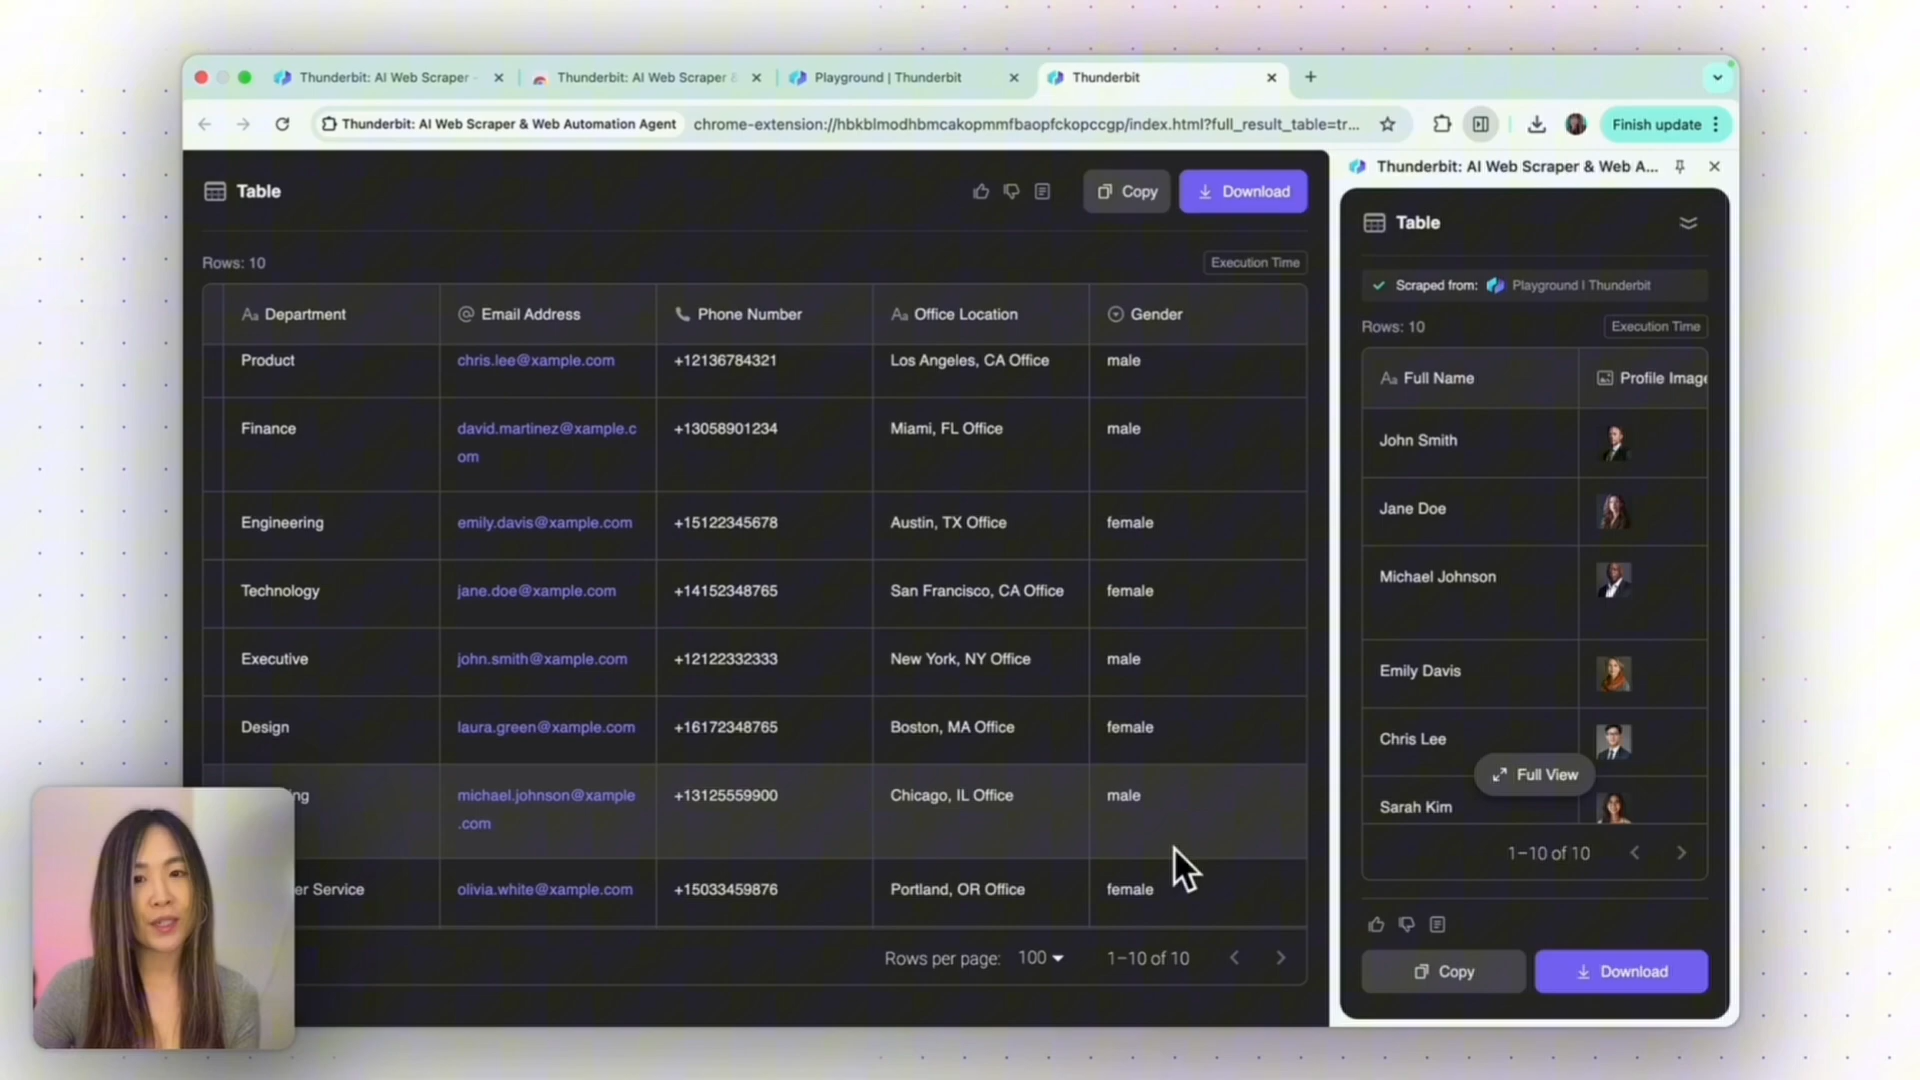 Thunderbit: AI Web Scraper -
Thunderbit: AI Web Scraper &
Playground | Thunderbit
Thunderbit
Thunderbit: AI Web Scraper & Web Automation Agent
chrome-extension://hbkblmodhbmcakopmmfbaopfckopccgp/index.html?full_result_table=tr...
Finish update
Table
Copy
Download
Rows: 10
Execution Time
Department
Email Address
Phone Number
Office Location
Gender
Product
chris.lee@xample.com
+12136784321
Los Angeles, CA Office
male
Finance
david.martinez@xample.c
om
+13058901234
Miami, FL Office
male
Engineering
emily.davis@xample.com
+15122345678
Austin, TX Office
female
Technology
jane.doe@xample.com
+14152348765
San Francisco, CA Office
female
Executive
john.smith@xample.com
+12122332333
New York, NY Office
male
Design
laura.green@xample.com
+16172348765
Boston, MA Office
female
ng
michael.johnson@xample
.com
+13125559900
Chicago, IL Office
male
er Service
olivia.white@xample.com
+15033459876
Portland, OR Office
female
Rows per page: 100
1–10 of 10
Thunderbit: AI Web Scraper & Web A...
Table
Scraped from: Playground | Thunderbit
Rows: 10
Execution Time
Full Name
Profile Image
John Smith
Jane Doe
Michael Johnson
Emily Davis
Chris Lee
Full View
Sarah Kim
1–10 of 10
Copy
Download